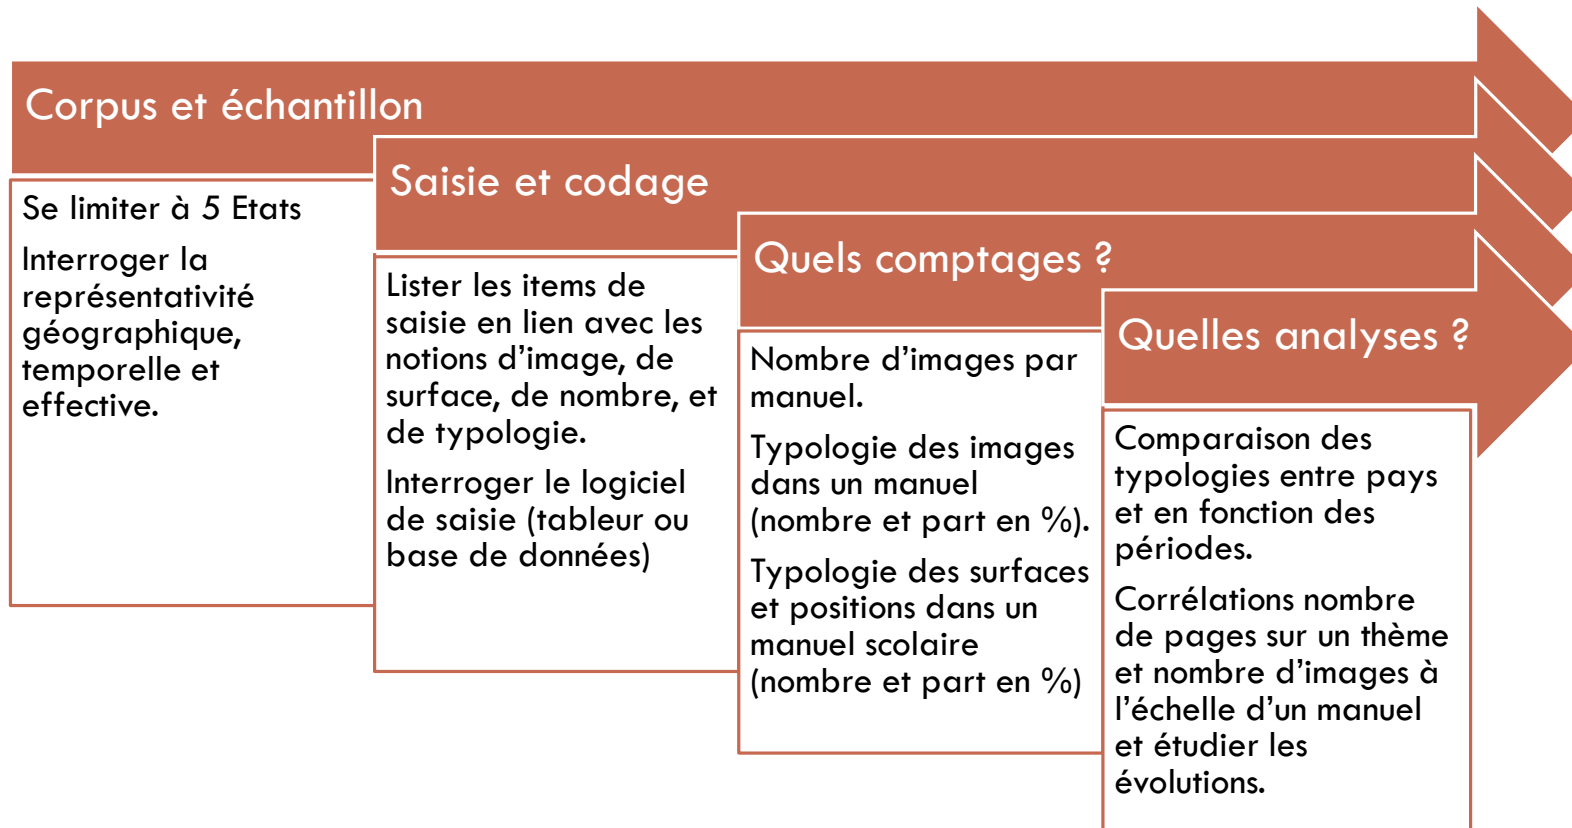 Corpus et échantillon
Se limiter à 5 Etats
Interroger la
représentativité
géographique,
temporelle et
effective.
Saisie et codage
Lister les items de
saisie en lien avec les
notions d’image, de
surface, de nombre, et
de typologie.
Interroger le logiciel
de saisie (tableur ou
base de données)
Quels comptages ?
Nombre d’images par
manuel.
Typologie des images
dans un manuel
(nombre et part en %).
Typologie des surfaces
et positions dans un
manuel scolaire
(nombre et part en %)
Quelles analyses ?
Comparaison des
typologies entre pays
et en fonction des
périodes.
Corrélations nombre
de pages sur un thème
et nombre d’images à
l’échelle d’un manuel
et étudier les
évolutions.